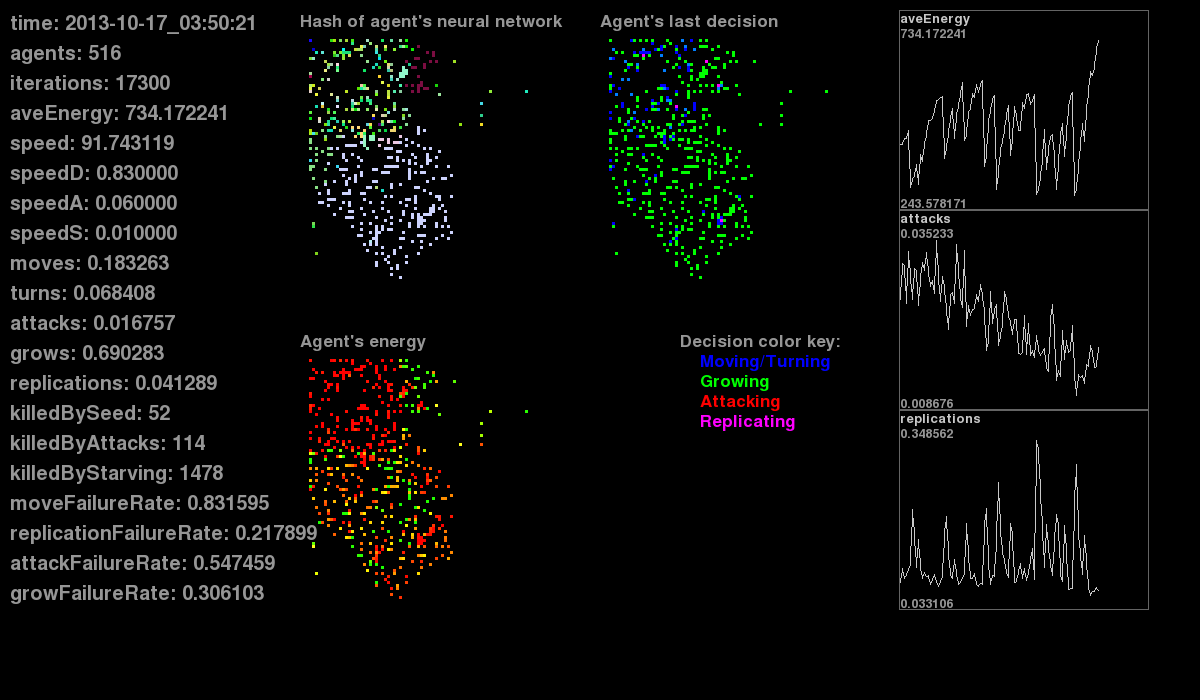 time: 2013-10-17_03:50:21
agents: 516
iterations: 17300
aveEnergy: 734.172241
speed: 91.743119
speedD: 0.830000
speedA: 0.060000
speedS: 0.010000
moves: 0.183263
turns: 0.068408
attacks: 0.016757
grows: 0.690283
replications: 0.041289
killedBySeed: 52
killedByAttacks: 114
killedByStarving: 1478
moveFailureRate: 0.831595
replicationFailureRate: 0.217899
attackFailureRate: 0.547459
growFailureRate: 0.306103
Hash of agent's neural network
Agent's last decision
Agent's energy
Decision color key:
Moving/Turning
Growing
Attacking
Replicating
aveEnergy
734.172241
243.578171
attacks
0.035233
0.008676
replications
0.348562
0.033106